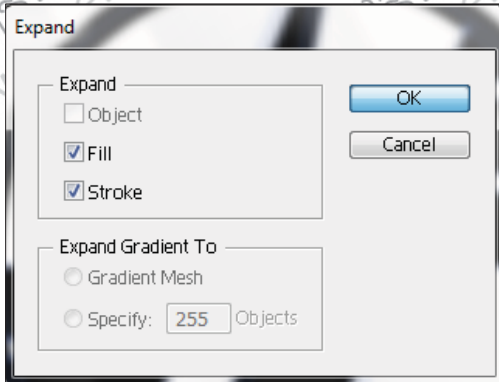 Expand
Expand
Object
Fill
Stroke
OK
Cancel
Expand Gradient To
Gradient Mesh
Specify: 255 Objects